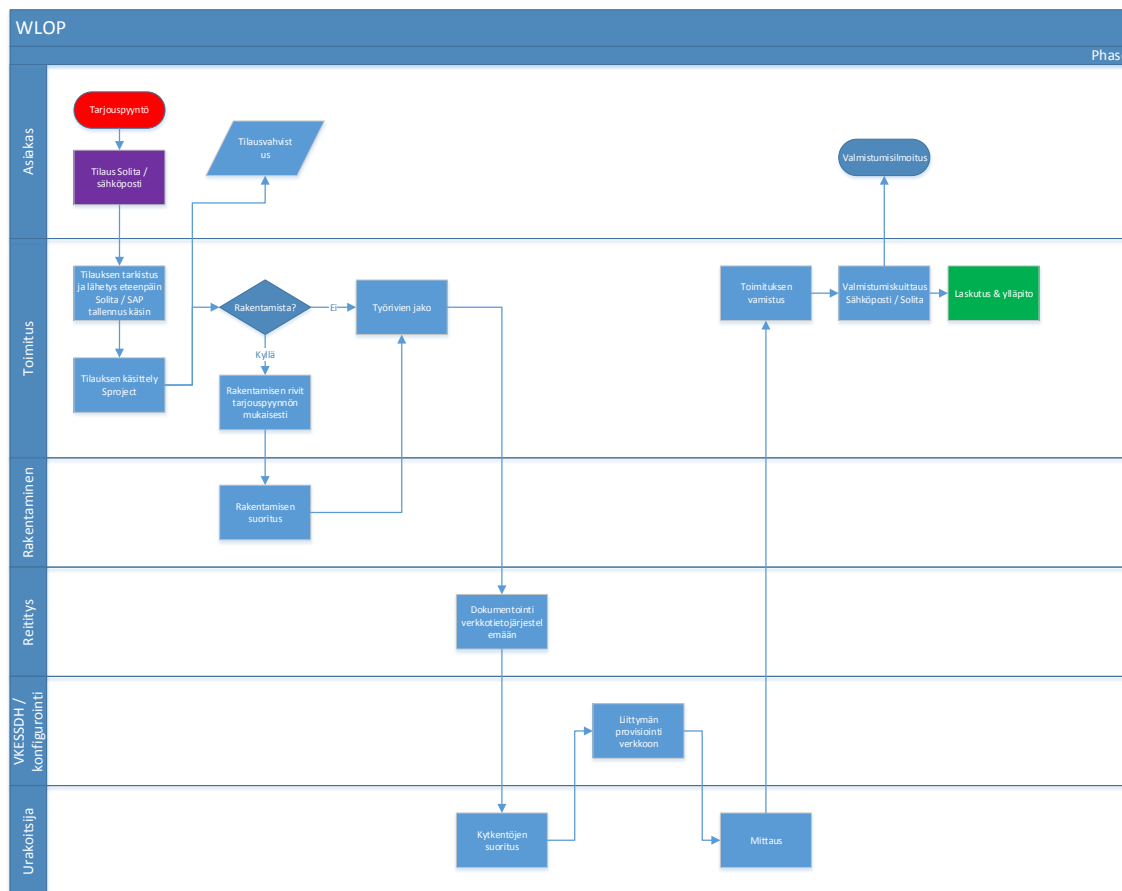 WLOP
Phas
Asiakas
Tarjouspyyntö
Tilaus Solita /
sähköposti
Tilausvahvist
us
Valmistumisilmoitus
Toimitus
Tilauksen tarkistus
ja lähetys eteenpäin
Solita / SAP
tallennus käsin
Rakentamista?
Ei
Työrivien jako
Toimituksen
vamistus
Valmistumiskuittaus
Sähköposti / Solita
Laskutus & ylläpito
Kyllä
Tilauksen käsittely
Sproject
Rakentamisen rivit
tarjouspyynnön
mukaisesti
Rakentaminen
Rakentamisen
suoritus
Reititys
Dokumentointi
verkkotietojärjestel
emään
VKESSDH /
konfigurointi
Liittymän
provisiointi
verkkoon
Urakoitsija
Kytkentöjen
suoritus
Mittaus